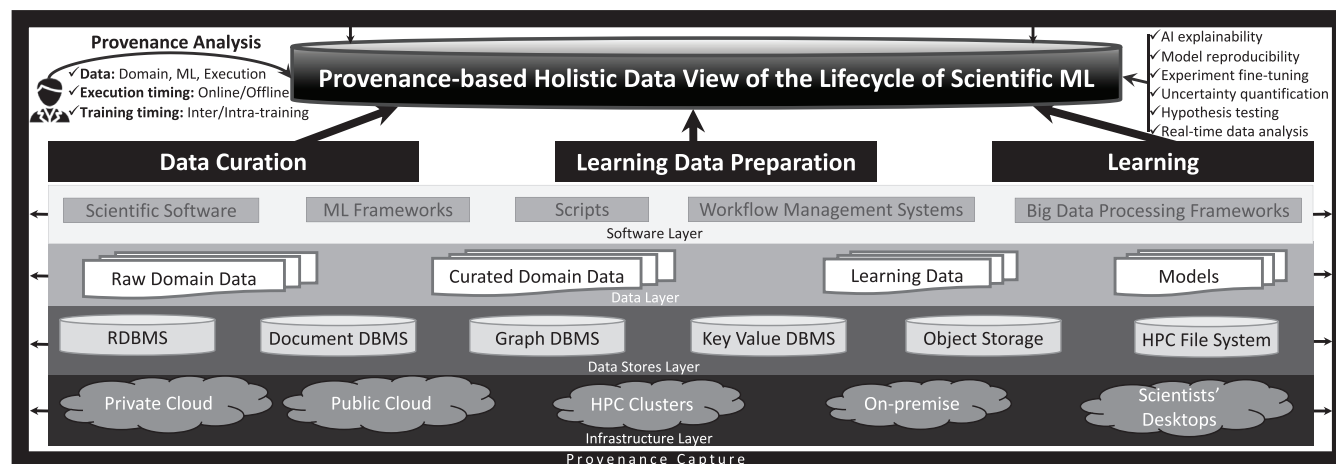 Provenance Analysis
✓Data: Domain, ML, Execution
✓Execution timing: Online/Offline
✓Training timing: Inter/Intra-training
Provenance-based Holistic Data View of the Lifecycle of Scientific ML
✓AI explainability
✓Model reproducibility
✓Experiment fine-tuning
✓Uncertainty quantification
✓Hypothesis testing
✓Real-time data analysis
Data Curation
Learning Data Preparation
Learning
Scientific Software
ML Frameworks
Scripts
Workflow Management Systems
Big Data Processing Frameworks
Software Layer
Raw Domain Data
Curated Domain Data
Learning Data
Models
Data Layer
RDBMS
Document DBMS
Graph DBMS
Key Value DBMS
Object Storage
HPC File System
Data Stores Layer
Private Cloud
Public Cloud
HPC Clusters
On-premise
Scientists'
Desktops
Infrastructure Layer
Provenance Capture